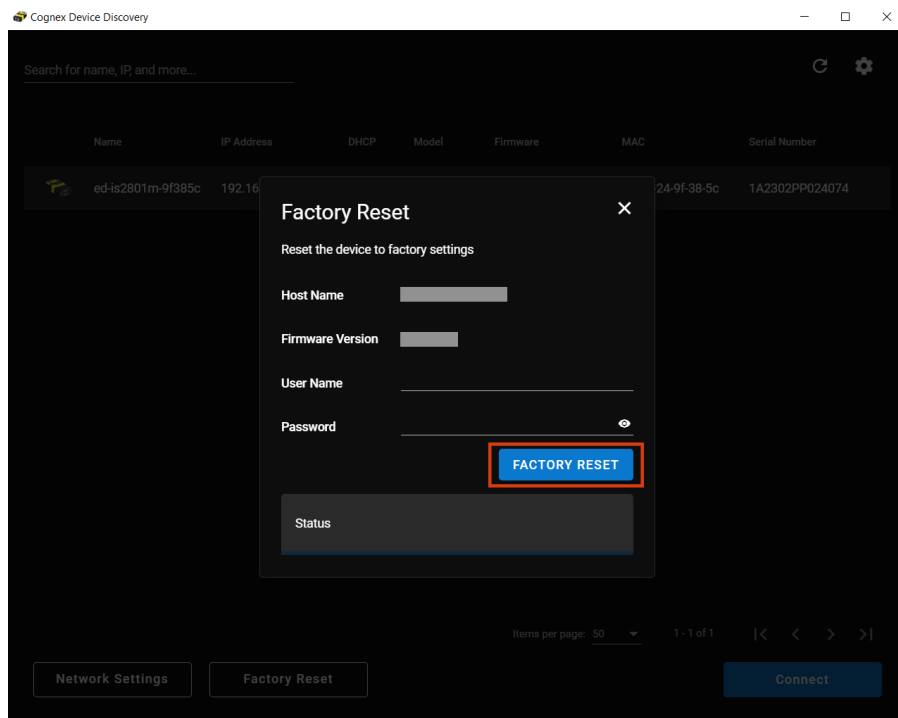 Cognex Device Discovery
Search for name, IP, and more...
Name IP Address DHCP Model Firmware MAC Serial Number
ed-is2801m-9f385c 192.16 -24-9f-38-5c 1A2302PP024074
Factory Reset
Reset the device to factory settings
Host Name
Firmware Version
User Name
Password
FACTORY RESET
Status
Items per page: 50 1 - 1 of 1
Network Settings Factory Reset Connect